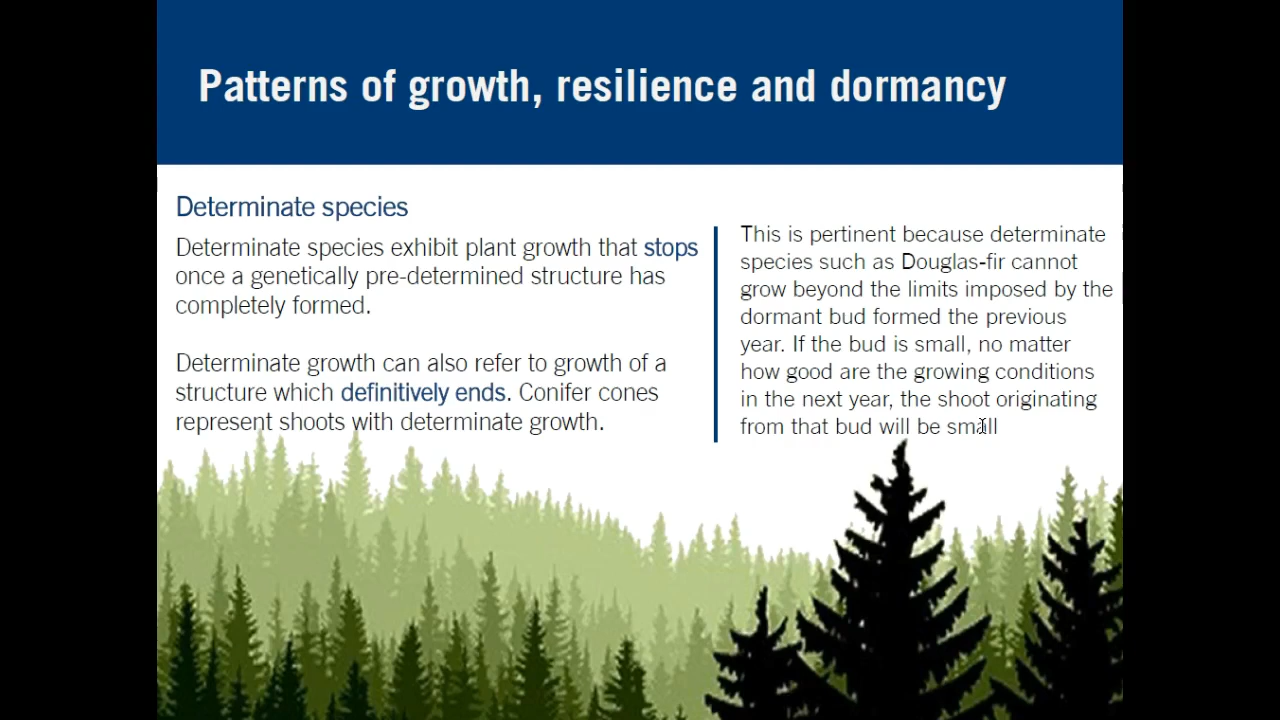 Patterns of growth, resilience and dormancy
Determinate species
Determinate species exhibit plant growth that stops
once a genetically pre-determined structure has
completely formed.
Determinate growth can also refer to growth of a
structure which definitively ends. Conifer cones
represent shoots with determinate growth.
This is pertinent because determinate
species such as Douglas-fir cannot
grow beyond the limits imposed by the
dormant bud formed the previous
year. If the bud is small, no matter
how good are the growing conditions
in the next year, the shoot originating
from that bud will be small